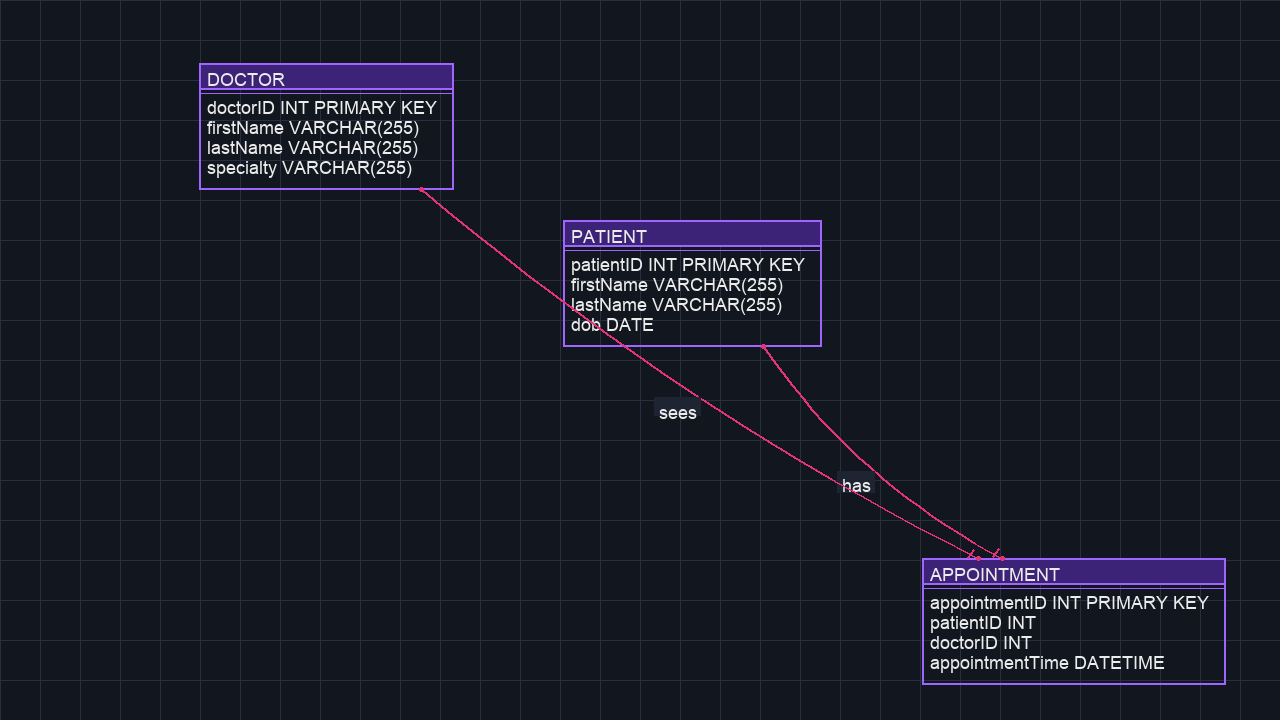 DOCTOR
doctorID INT PRIMARY KEY
firstName VARCHAR(255)
lastName VARCHAR(255)
specialty VARCHAR(255)
PATIENT
patientID INT PRIMARY KEY
firstName VARCHAR(255)
lastName VARCHAR(255)
dob DATE
sees
has
APPOINTMENT
appointmentID INT PRIMARY KEY
patientID INT
doctorID INT
appointmentTime DATETIME